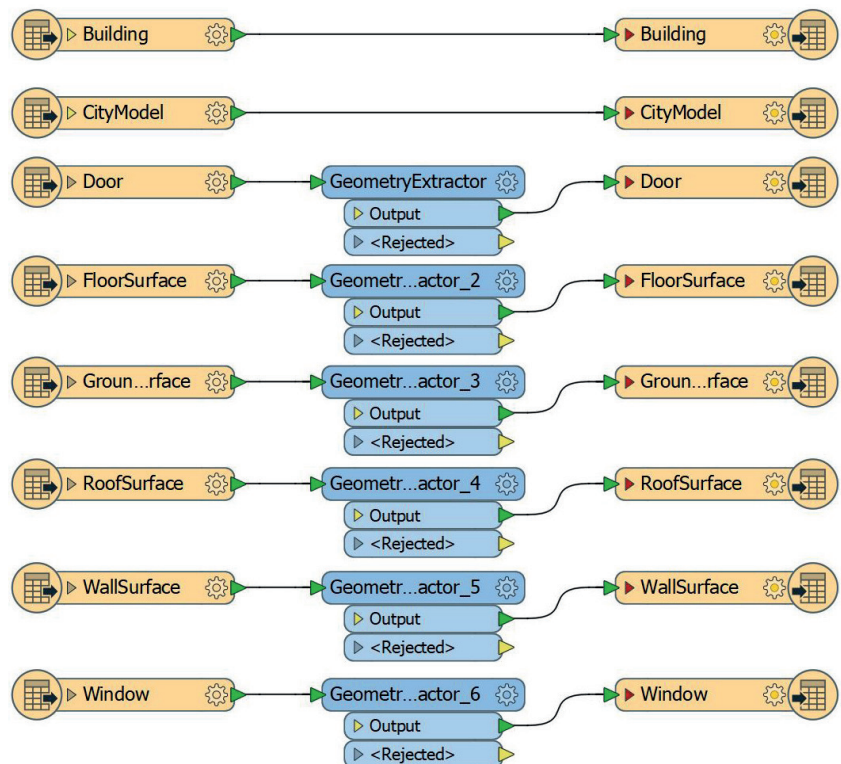 Building Building
CityModel CityModel
Door GeometryExtractor Door
Output
<Rejected>
FloorSurface Geometr...actor_2 FloorSurface
Output
<Rejected>
Groun...rface Geometr...actor_3 Groun...rface
Output
<Rejected>
RoofSurface Geometr...actor_4 RoofSurface
Output
<Rejected>
WallSurface Geometr...actor_5 WallSurface
Output
<Rejected>
Window Geometr...actor_6 Window
Output
<Rejected>